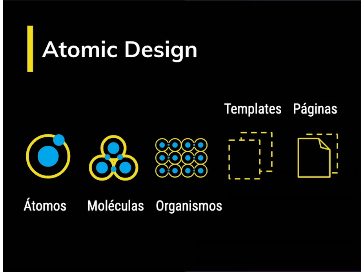 Atomic Design
Templates Páginas
Átomos Moléculas Organismos